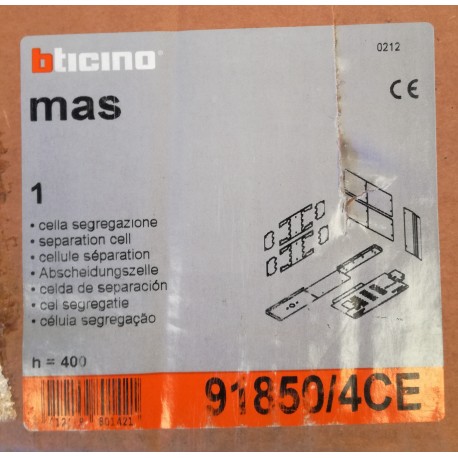 bticino
0212
mas
CE
1
• cella segregazione
• separation cell
• cellule séparation
• Abscheidungszelle
• celda de separación
• cel segregatie
• célula segregação
h = 400
91850/4CE
801421